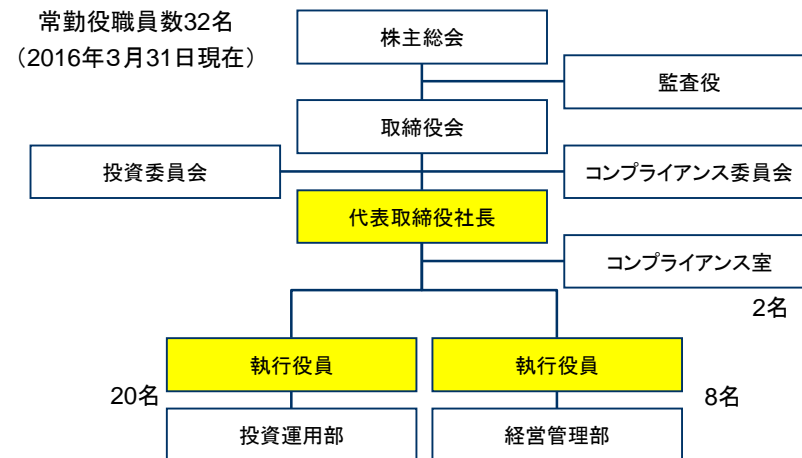 常勤役職員数32名
（2016年3月31日現在）
株主総会
監査役
取締役会
投資委員会
コンプライアンス委員会
代表取締役社長
コンプライアンス室
2名
執行役員
執行役員
20名
8名
投資運用部
経営管理部